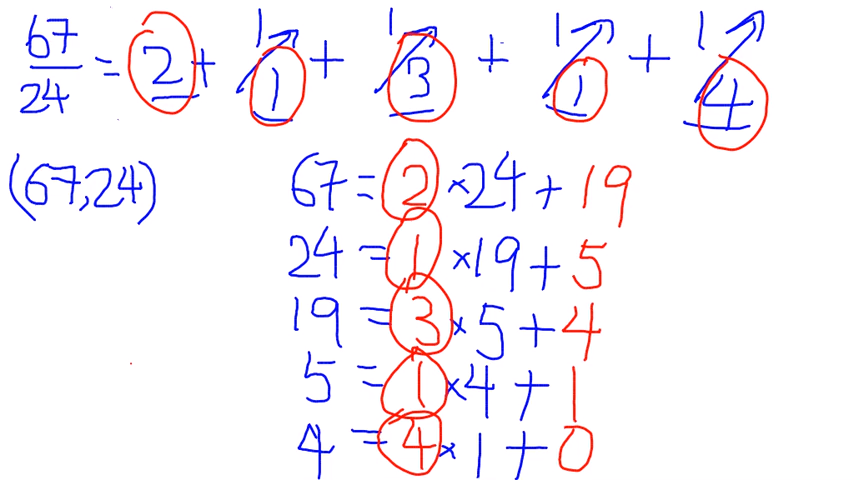 67/24 = 2 + 1↗1 + 1↗3 + 1↗1 + 1↗4
(67,24)
67 = 2 × 24 + 19
24 = 1 × 19 + 5
19 = 3 × 5 + 4
5 = 1 × 4 + 1
4 = 4 × 1 + 0